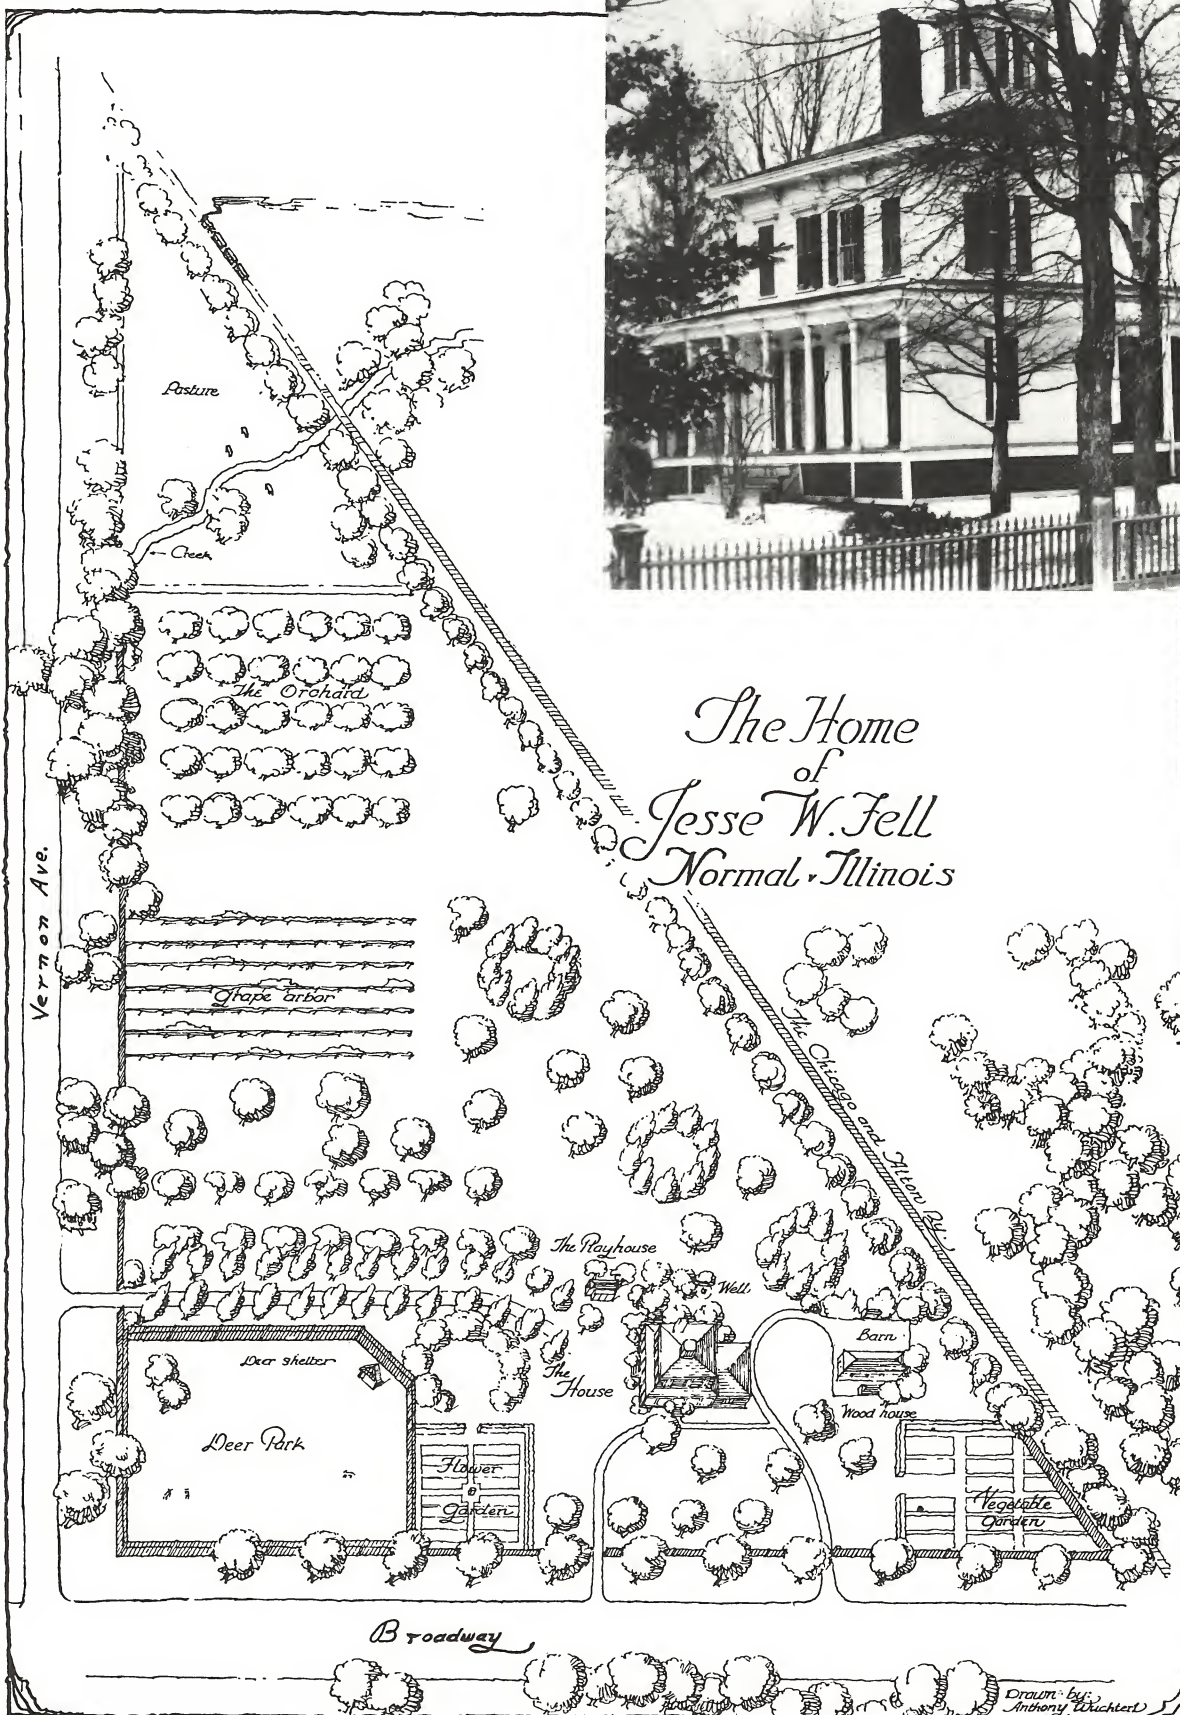 Pasture
Creek
The Orchard
The Home
of
Jesse W. Fell
Normal, Illinois
Vernon Ave.
Grape arbor
The Chicago and Alton Ry.
The Playhouse
Well
Barn
Deer shelter
The
House
Wood house
Deer Park
Flower
garden
Vegetable
Garden
Broadway
Drawn by:
Anthony